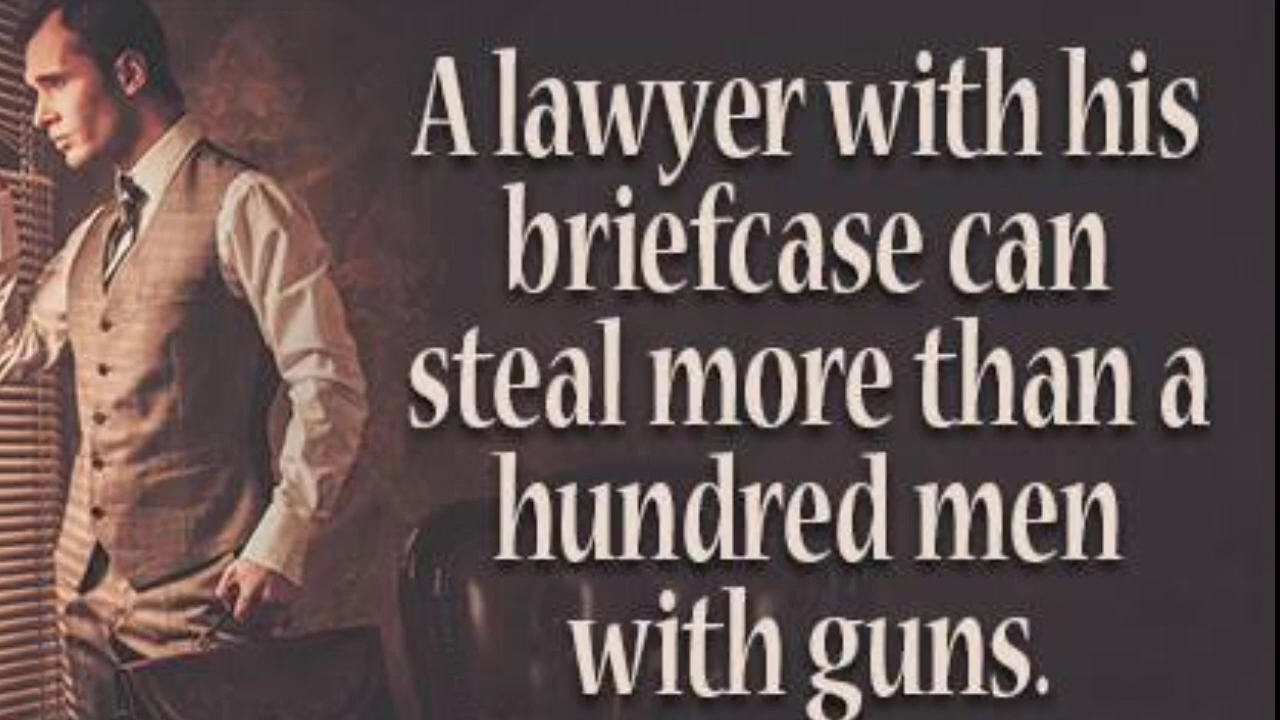 A lawyer with his
briefcase can
steal more than a
hundred men
with guns.